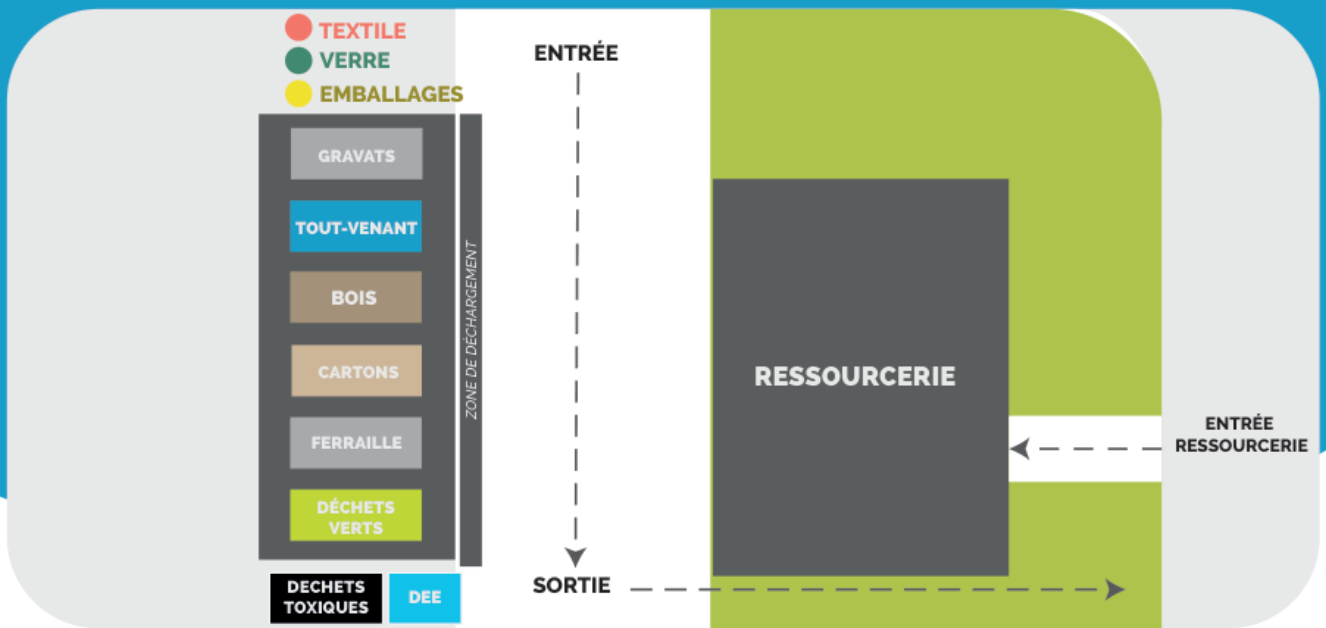 TEXTILE
VERRE
EMBALLAGES
GRAVATS
TOUT-VENANT
BOIS
CARTONS
FERRAILLE
DÉCHETS
VERTS
ZONE DE DÉCHARGEMENT
DECHETS
TOXIQUES
DEE
ENTRÉE
SORTIE
RESSOURCERIE
ENTRÉE
RESSOURCERIE